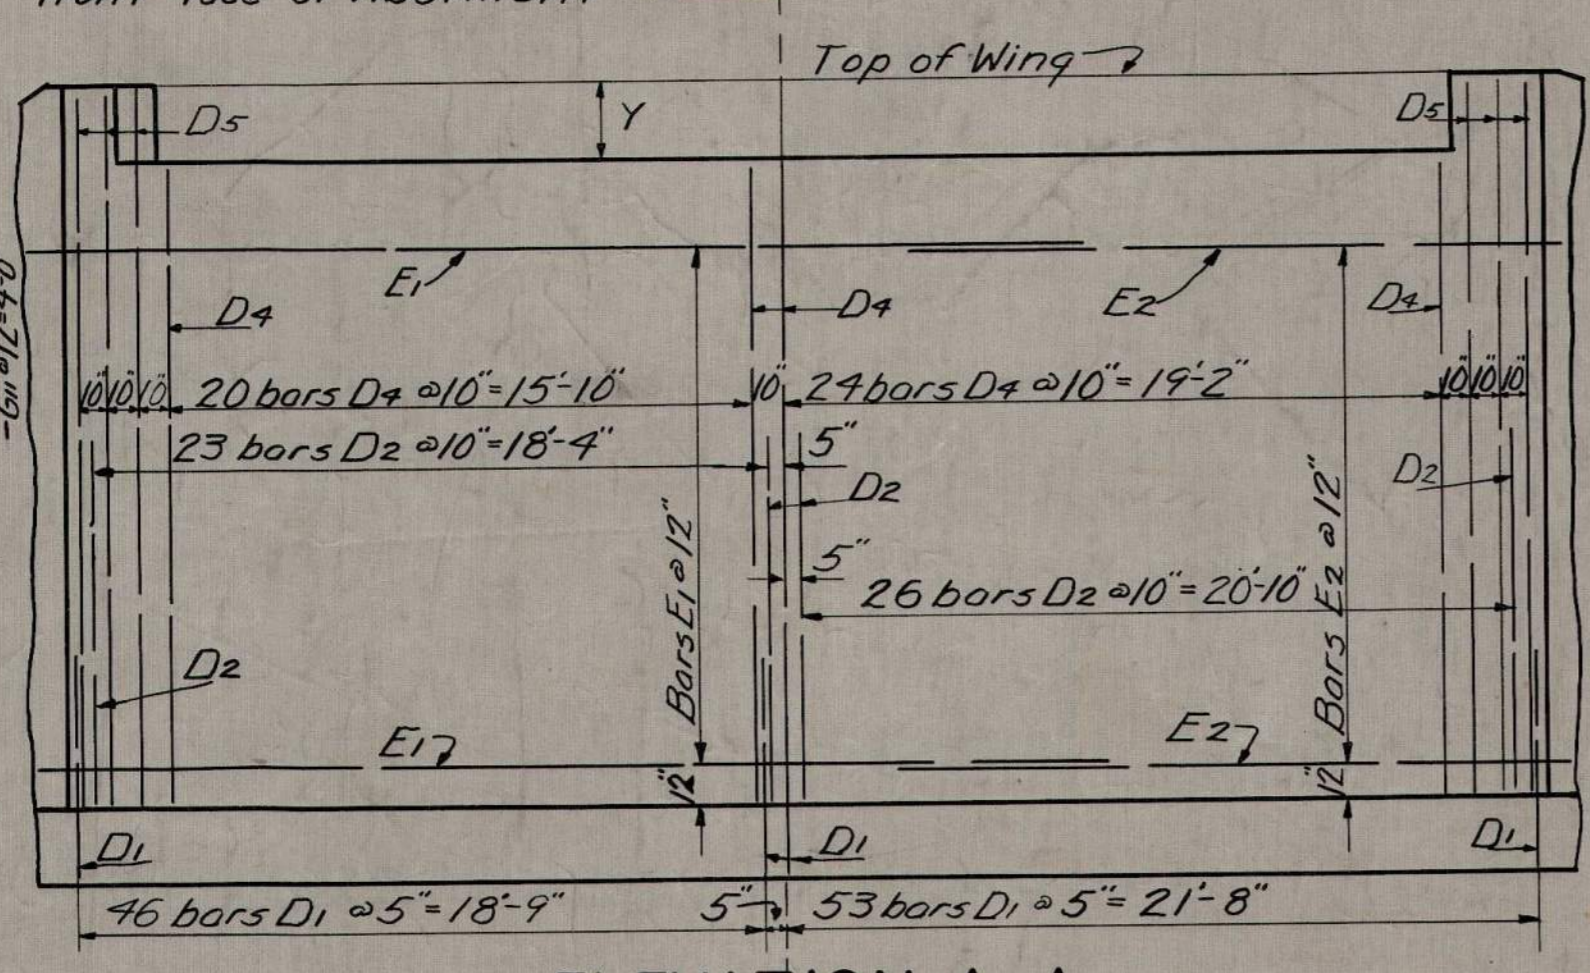 Top of Wing
D5
Y
D5
E1
E2
D4
D4
D4
10" 10" 10" 20 bars D4 @10"=15'-10" 10" 24 bars D4 @10"=19'-2" 10" 10" 10"
23 bars D2 @10"=18'-4"
5"
D2
D2
5"
26 bars D2 @10"=20'-10"
Bars E1 @ 12"
Bars E2 @ 12"
D2
E1
E2
12"
12"
D1
D1
D1
46 bars D1 @5"=18'-9"
5"
53 bars D1 @ 5"= 21'-8"